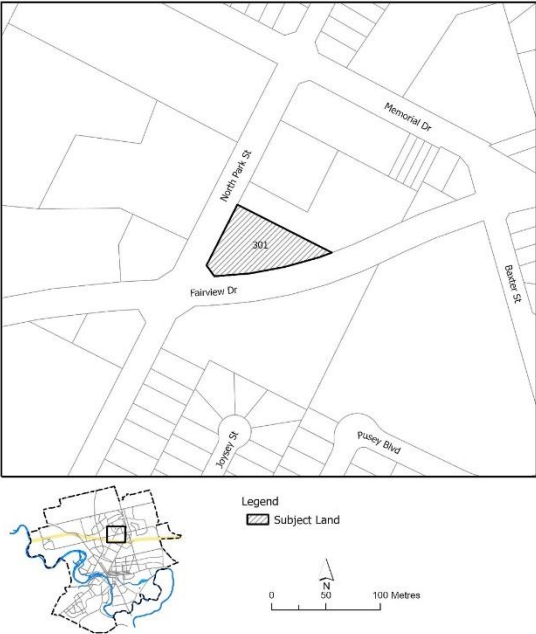 Memorial Dr
North Park St
301
Baxter St
Fairview Dr
Joysey St
Pusey Blvd
Legend
Subject Land
N
0 50 100 Metres